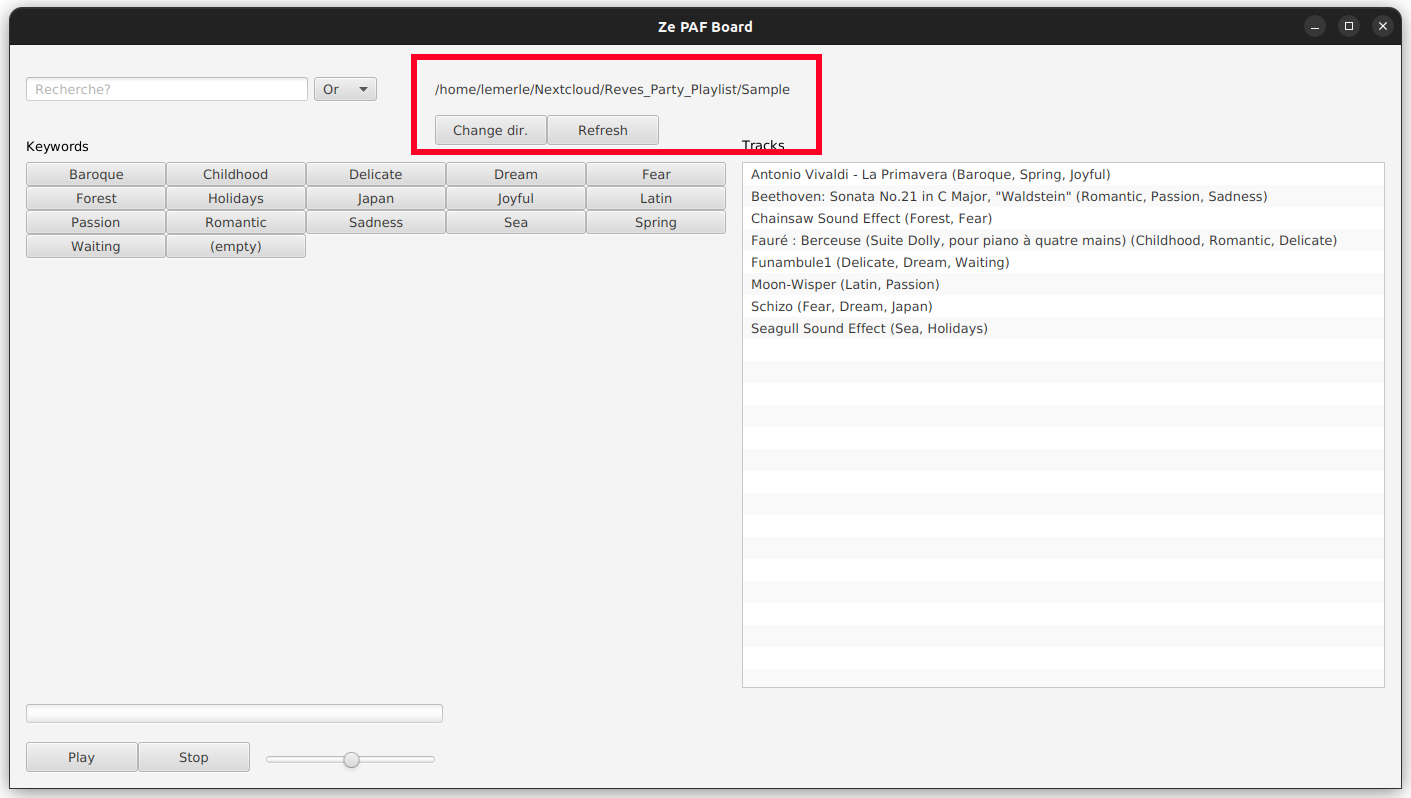 Ze PAF Board
Recherche? Or
/home/lemerle/Nextcloud/Reves_Party_Playlist/Sample
Change dir. Refresh
Keywords
Baroque Childhood Delicate Dream Fear
Forest Holidays Japan Joyful Latin
Passion Romantic Sadness Sea Spring
Waiting (empty)
Tracks
Antonio Vivaldi - La Primavera (Baroque, Spring, Joyful)
Beethoven: Sonata No.21 in C Major, "Waldstein" (Romantic, Passion, Sadness)
Chainsaw Sound Effect (Forest, Fear)
Fauré : Berceuse (Suite Dolly, pour piano à quatre mains) (Childhood, Romantic, Delicate)
Funambule1 (Delicate, Dream, Waiting)
Moon-Wisper (Latin, Passion)
Schizo (Fear, Dream, Japan)
Seagull Sound Effect (Sea, Holidays)
Play Stop